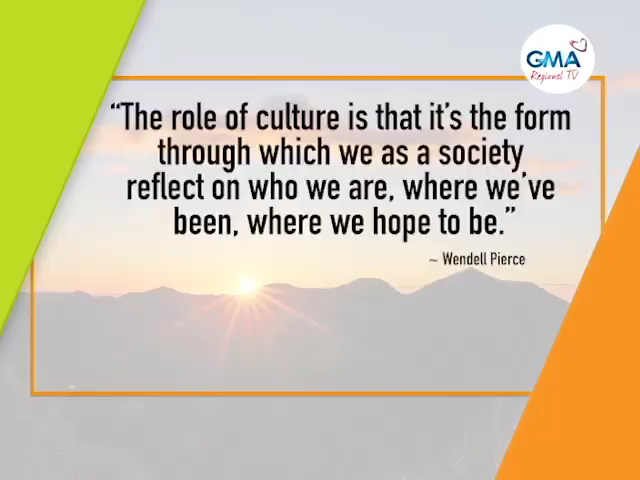 GMA
Regional TV
“The role of culture is that it’s the form
through which we as a society
reflect on who we are, where we’ve
been, where we hope to be.”
~ Wendell Pierce